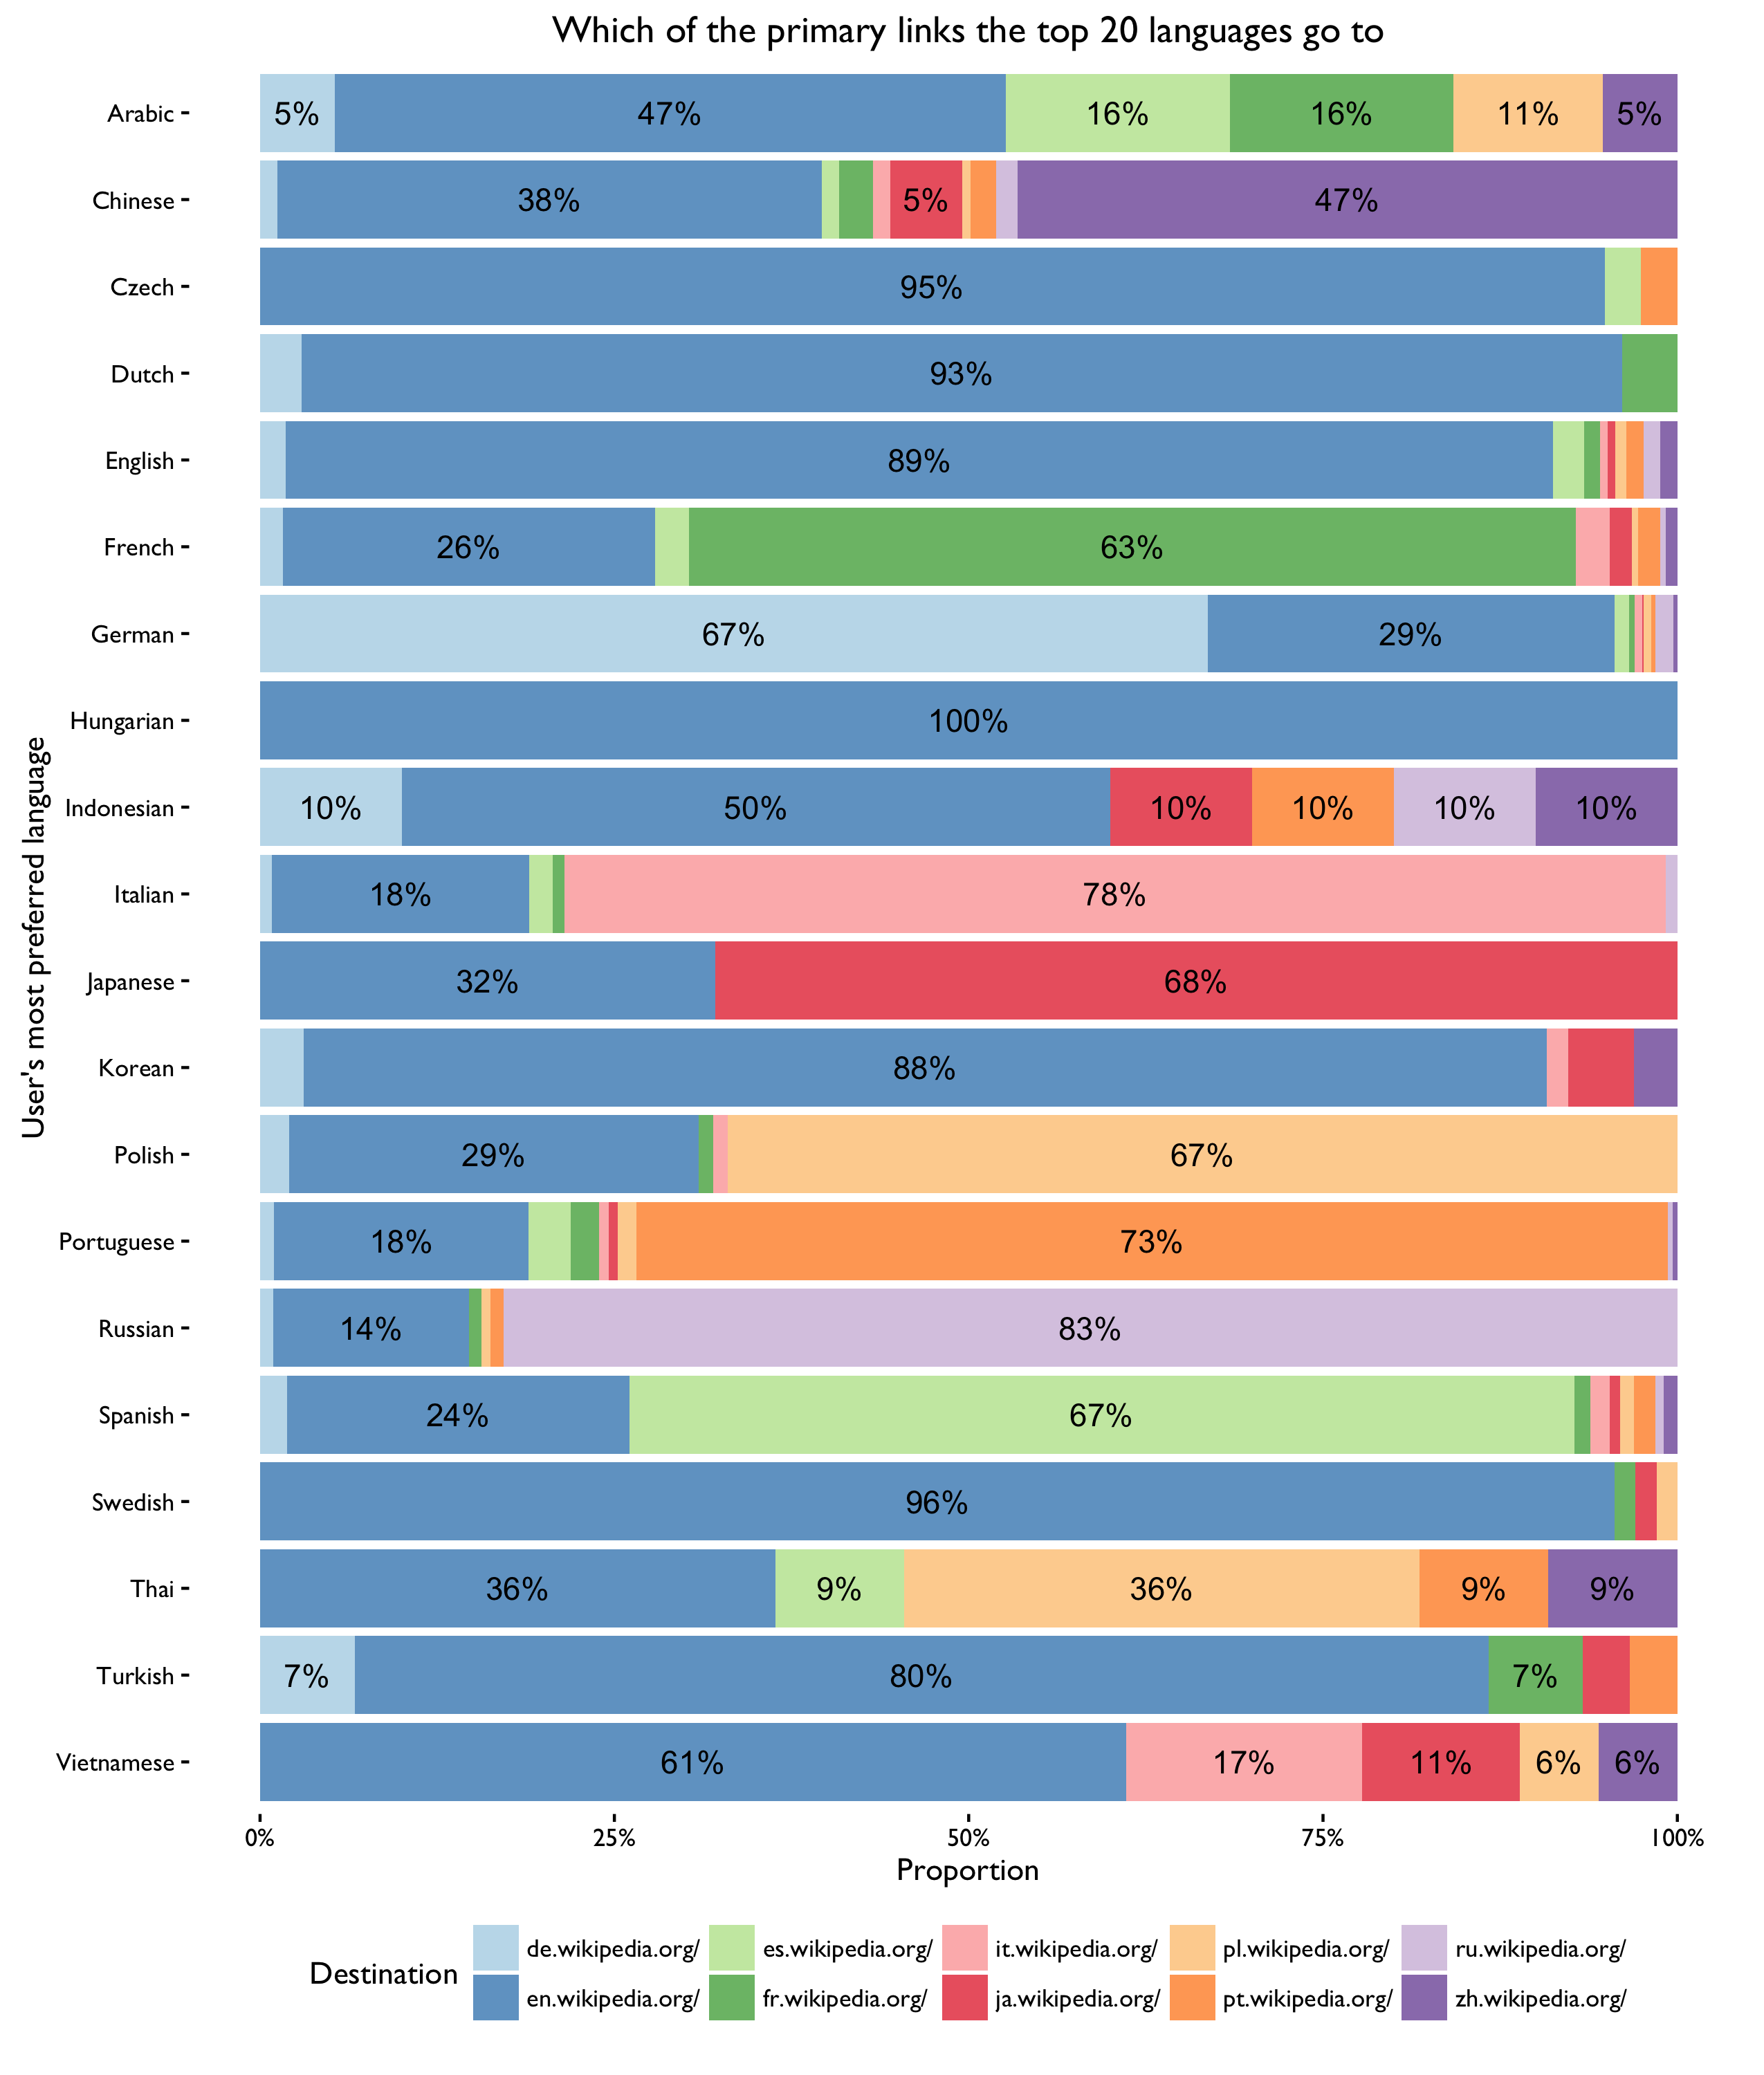 Which of the primary links the top 20 languages go to
User's most preferred language
Arabic 5% 47% 16% 16% 11% 5%
Chinese 38% 5% 47%
Czech 95%
Dutch 93%
English 89%
French 26% 63%
German 67% 29%
Hungarian 100%
Indonesian 10% 50% 10% 10% 10% 10%
Italian 18% 78%
Japanese 32% 68%
Korean 88%
Polish 29% 67%
Portuguese 18% 73%
Russian 14% 83%
Spanish 24% 67%
Swedish 96%
Thai 36% 9% 36% 9% 9%
Turkish 7% 80% 7%
Vietnamese 61% 17% 11% 6% 6%
0% 25% 50% 75% 100%
Proportion
Destination
de.wikipedia.org/ es.wikipedia.org/ it.wikipedia.org/ pl.wikipedia.org/ ru.wikipedia.org/
en.wikipedia.org/ fr.wikipedia.org/ ja.wikipedia.org/ pt.wikipedia.org/ zh.wikipedia.org/